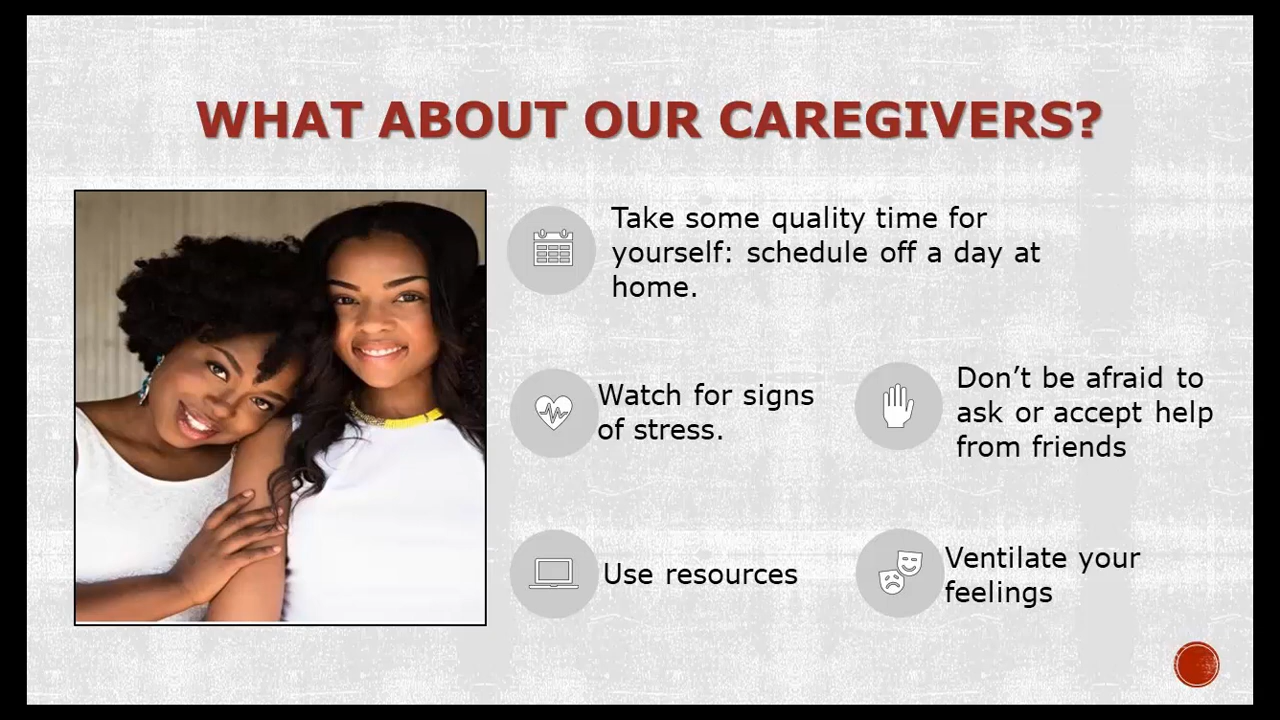 WHAT ABOUT OUR CAREGIVERS?
Take some quality time for
yourself: schedule off a day at
home.
Watch for signs
of stress.
Don’t be afraid to
ask or accept help
from friends
Use resources
Ventilate your
feelings